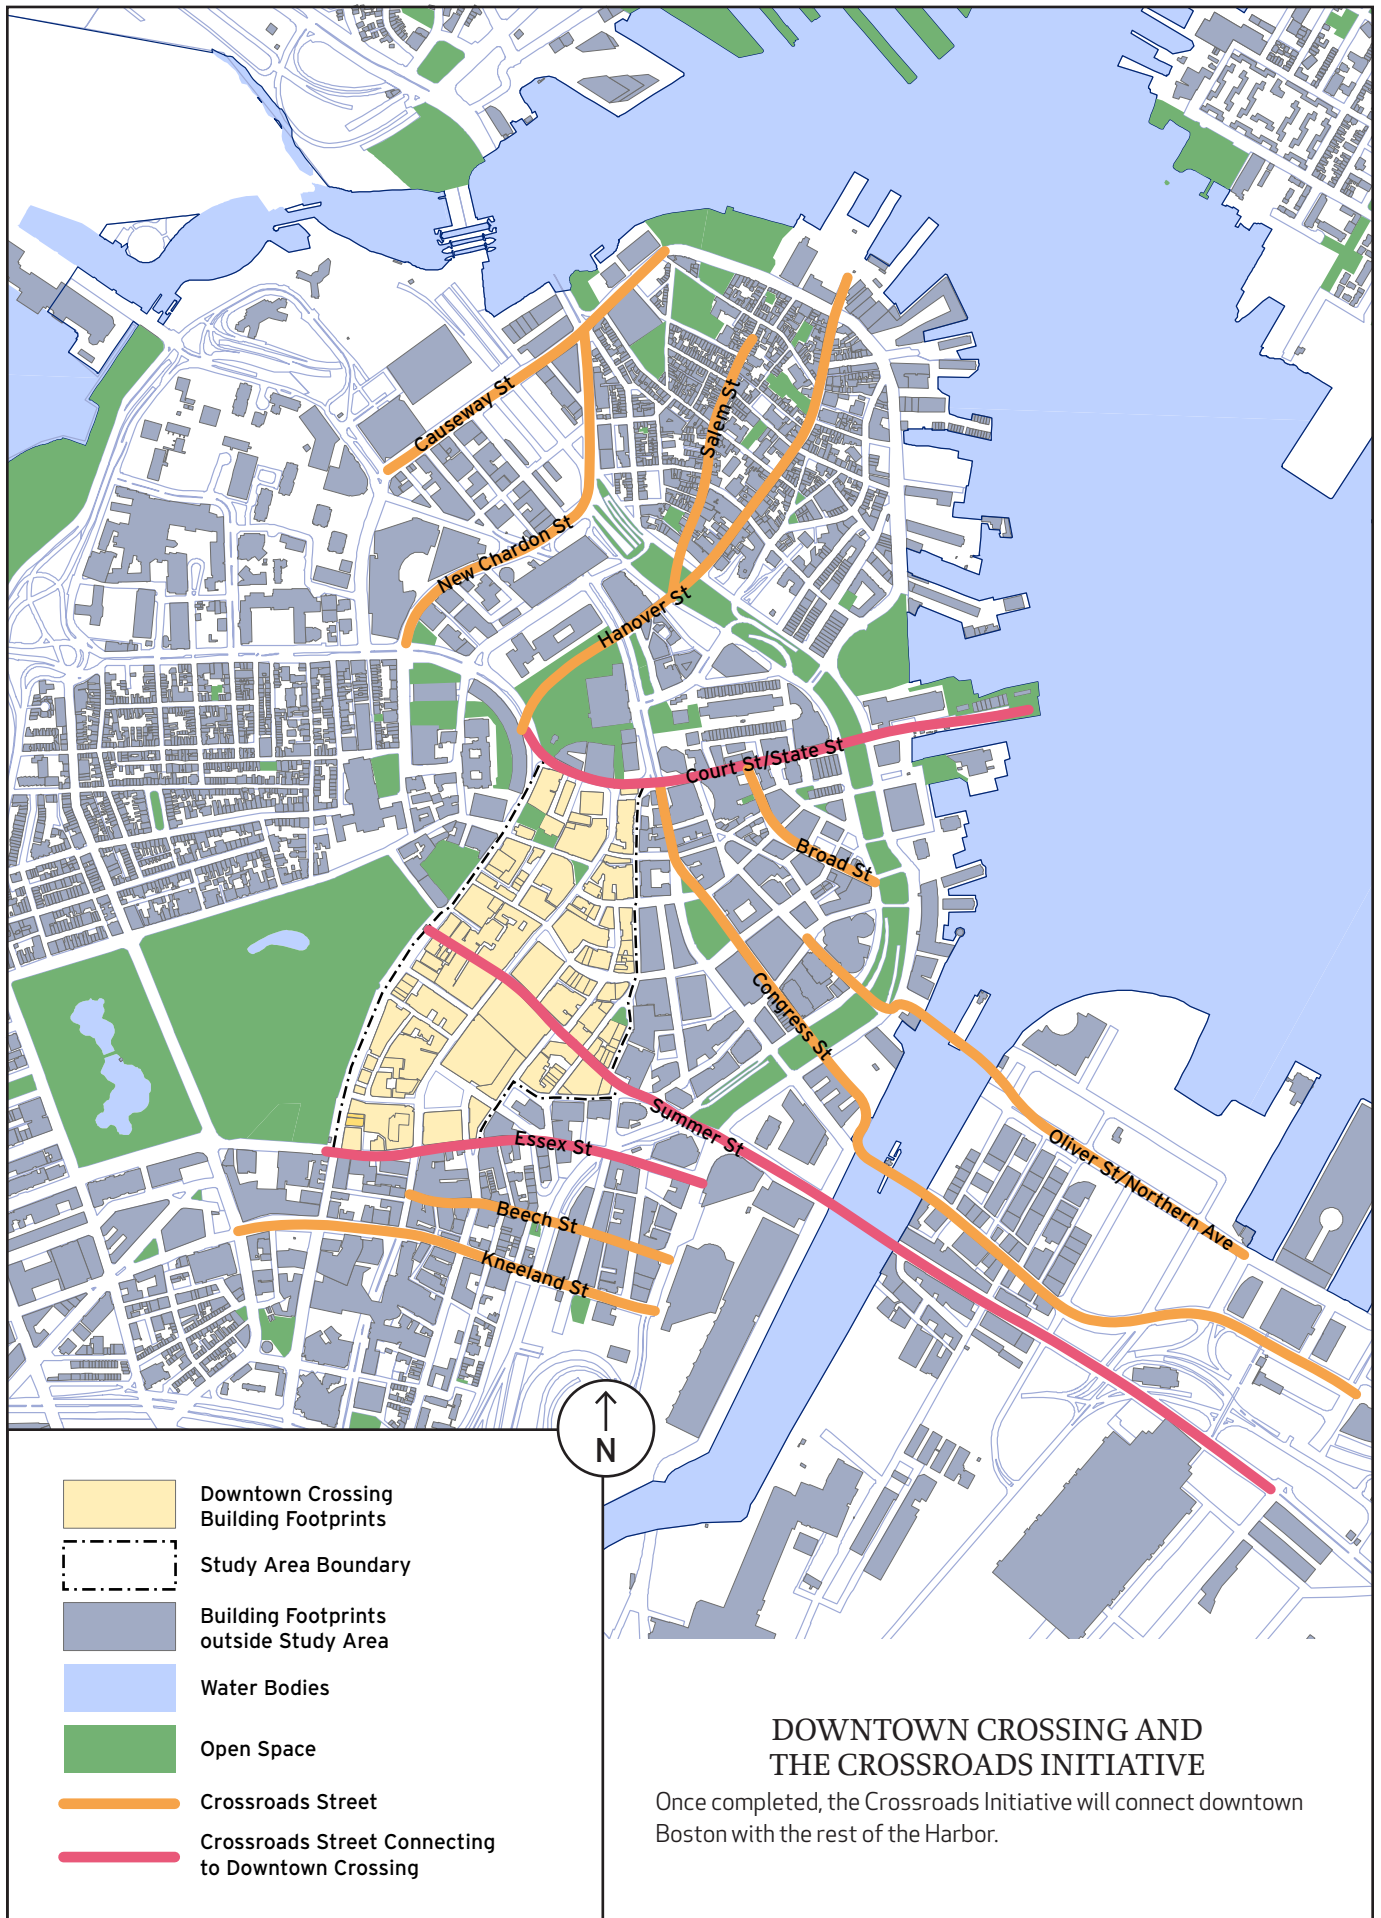 Causeway St
Salem St
New Chardon St
Hanover St
Court St/State St
Broad St
Congress St
Summer St
Essex St
Oliver St/Northern Ave
Beech St
Kneeland St
N
Downtown Crossing
Building Footprints
Study Area Boundary
Building Footprints
outside Study Area
Water Bodies
Open Space
Crossroads Street
Crossroads Street Connecting
to Downtown Crossing
DOWNTOWN CROSSING AND
THE CROSSROADS INITIATIVE
Once completed, the Crossroads Initiative will connect downtown
Boston with the rest of the Harbor.